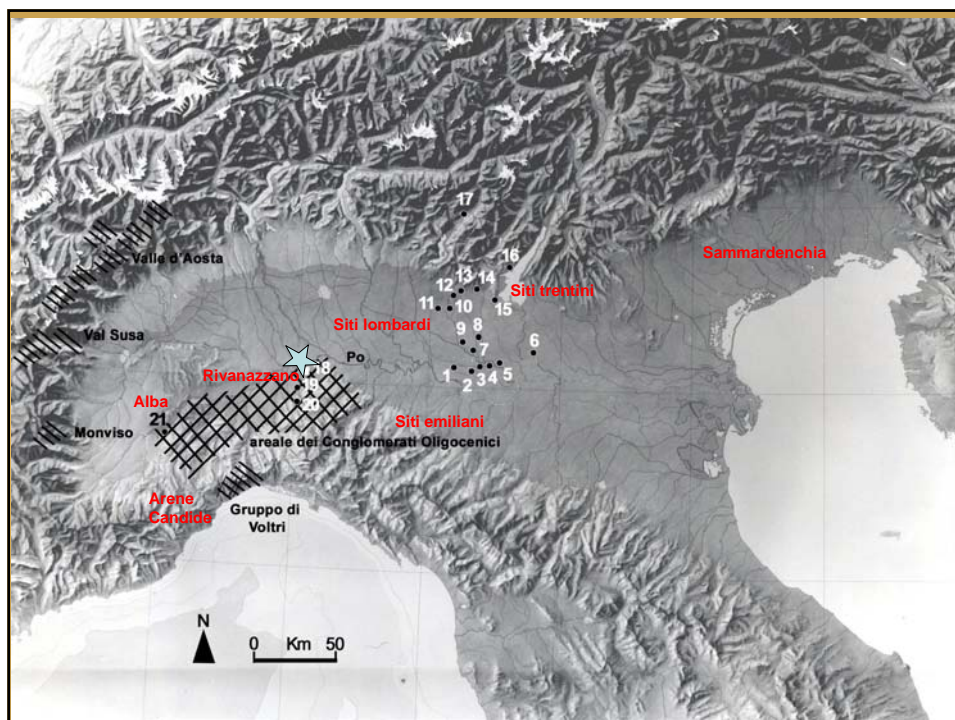 17
Sammardenchia
16
Valle d'Aosta
13
14
12
Siti trentini
11
10
15
Siti lombardi
Val Susa
9
8
6
7
Po
18
Rivanazzano
19
1
2
3
4
5
20
Alba
21
Siti emiliani
Monviso
areale dei Conglomerati Oligocenici
Arene
Candide
Gruppo di
Voltri
N
0 Km 50